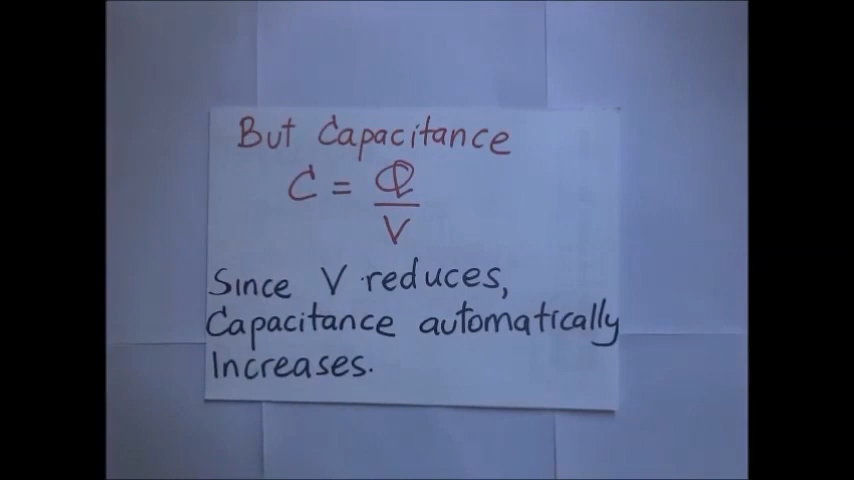 But Capacitance
C = Q
V
Since V reduces,
Capacitance automatically
Increases.